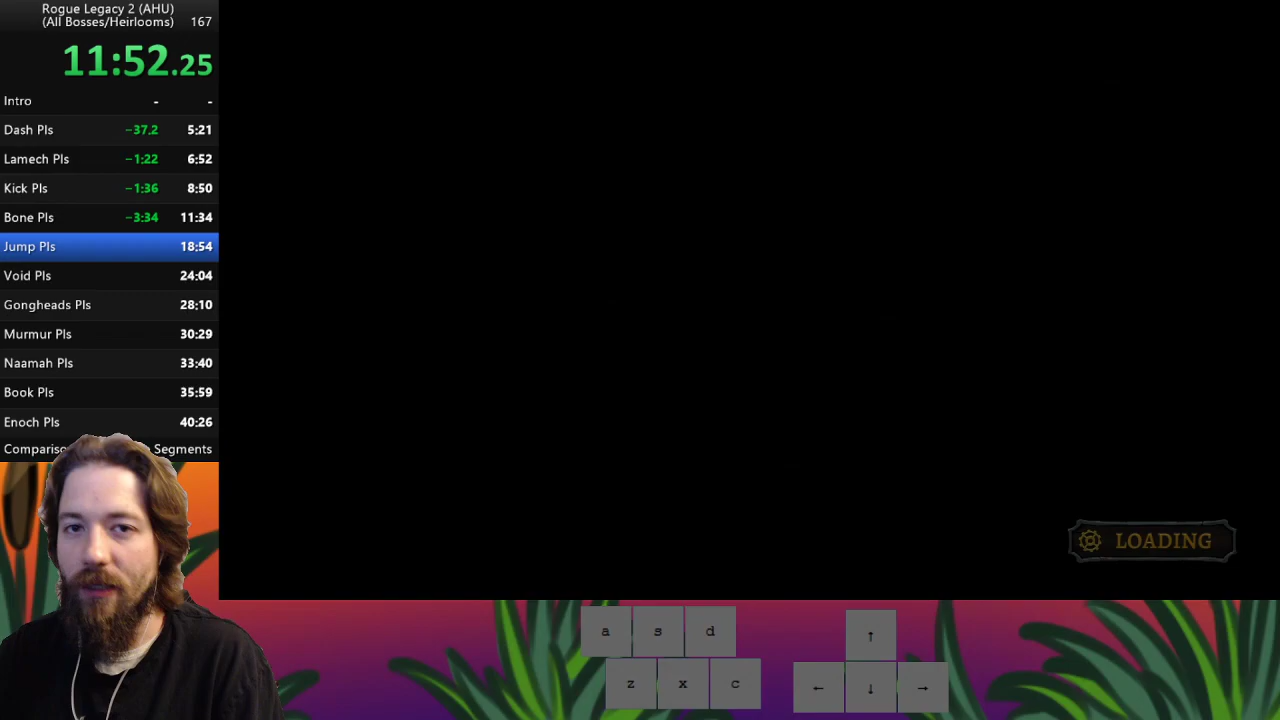 Rogue Legacy 2 (AHU)
(All Bosses/Heirlooms) 167
11:52.25
Intro - -
Dash Pls −37.2 5:21
Lamech Pls −1:22 6:52
Kick Pls −1:36 8:50
Bone Pls −3:34 11:34
Jump Pls 18:54
Void Pls 24:04
Gongheads Pls 28:10
Murmur Pls 30:29
Naamah Pls 33:40
Book Pls 35:59
Enoch Pls 40:26
Segments
LOADING
a s d ↑
z x c ← ↓ →